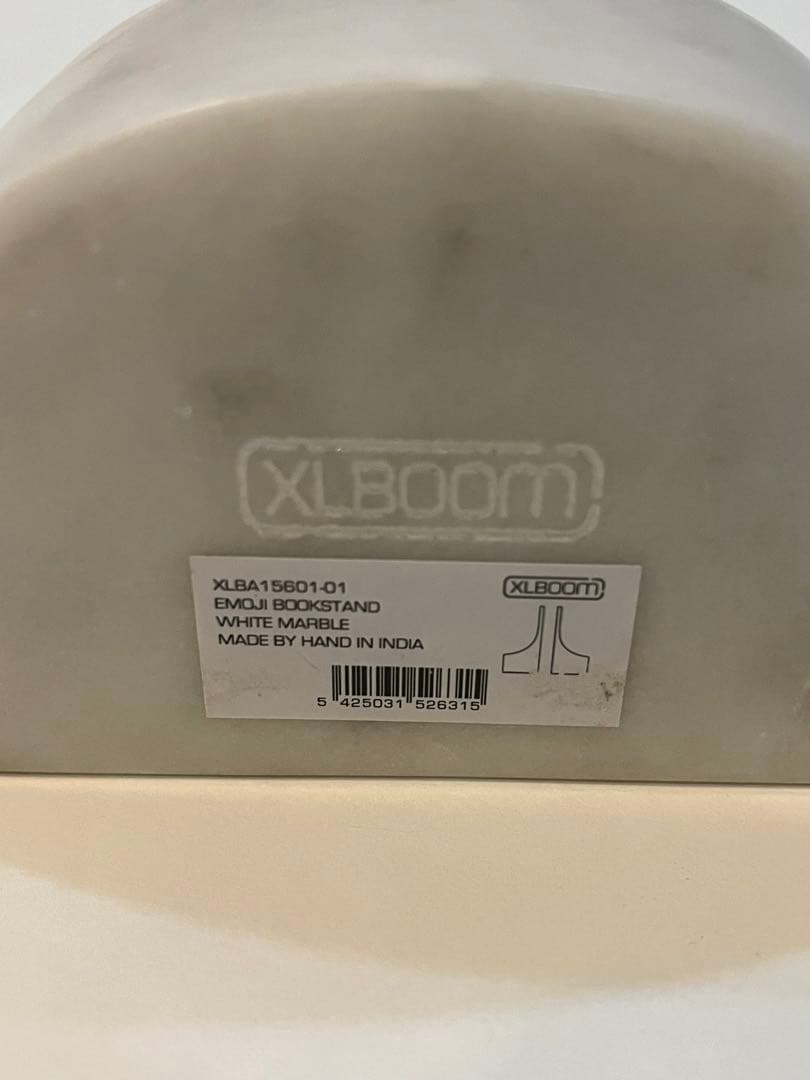 XLBOOM
XLBA15601-01
EMOJI BOOKSTAND
WHITE MARBLE
MADE BY HAND IN INDIA
XLBOOM
5 425031 526315